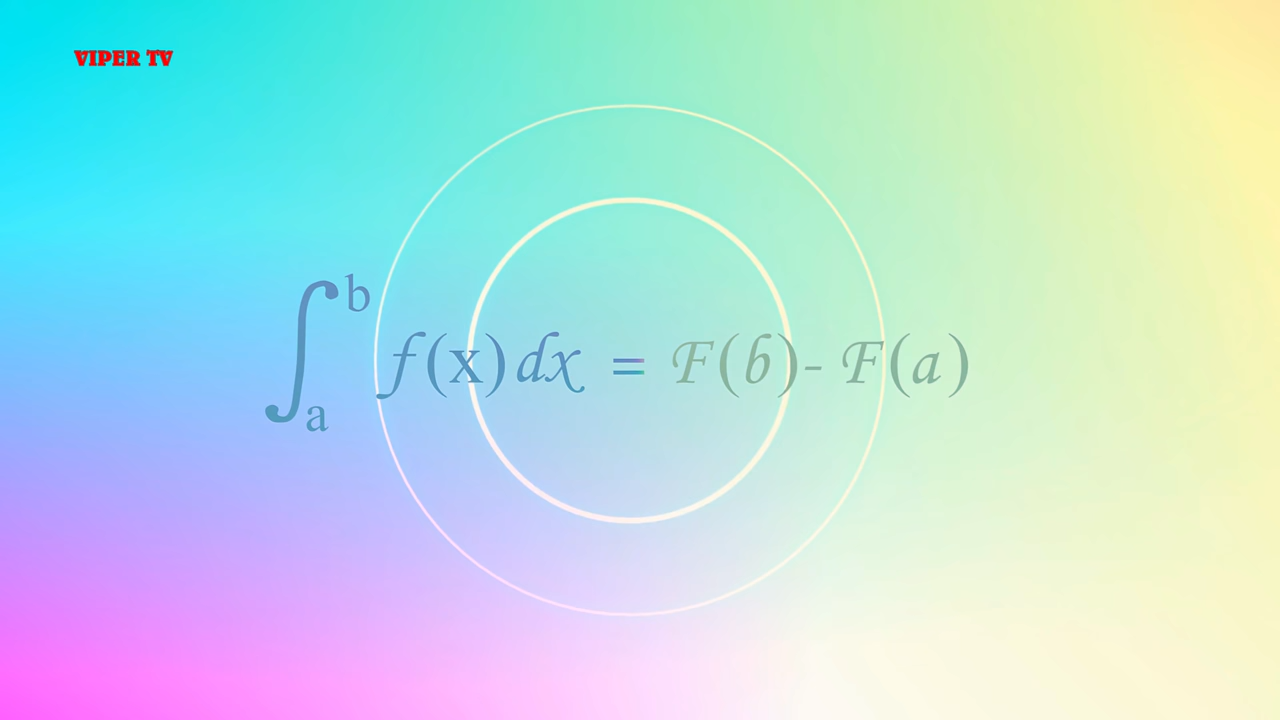 VIPER TV
∫ₐᵇ f(x)dx = F(b)- F(a)